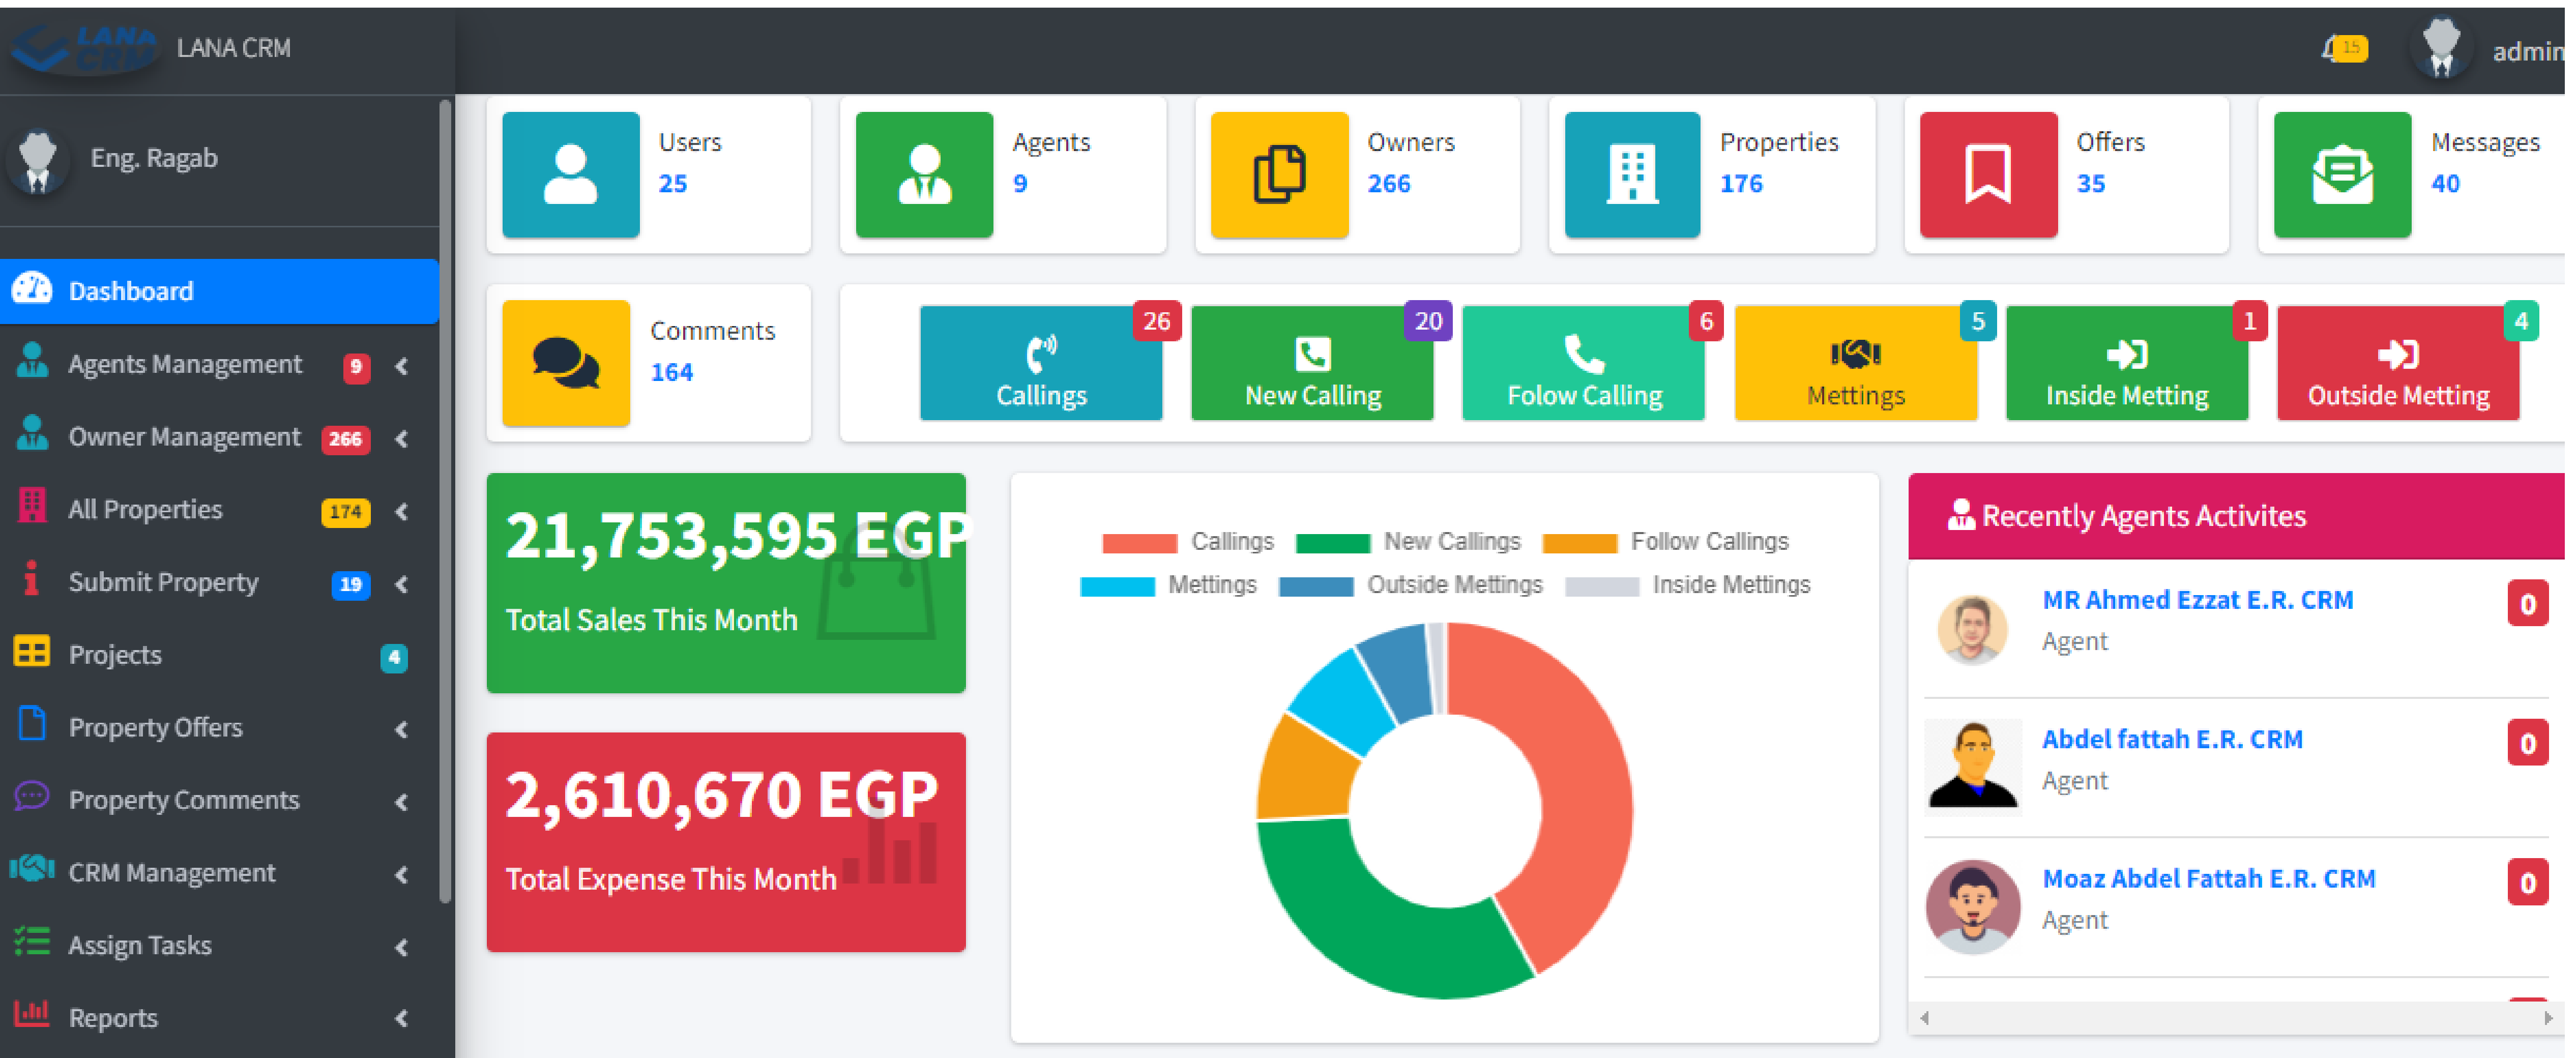 LANA
CRM
LANA CRM
15
admin
Eng. Ragab
Dashboard
Agents Management 9
Owner Management 266
All Properties 174
Submit Property 19
Projects 4
Property Offers
Property Comments
CRM Management
Assign Tasks
Reports
Users
25
Agents
9
Owners
266
Properties
176
Offers
35
Messages
40
Comments
164
26
Callings
20
New Calling
6
Folow Calling
5
Mettings
1
Inside Metting
4
Outside Metting
21,753,595 EGP
Total Sales This Month
2,610,670 EGP
Total Expense This Month
Callings New Callings Follow Callings
Mettings Outside Mettings Inside Mettings
Recently Agents Activites
MR Ahmed Ezzat E.R. CRM 0
Agent
Abdel fattah E.R. CRM 0
Agent
Moaz Abdel Fattah E.R. CRM 0
Agent